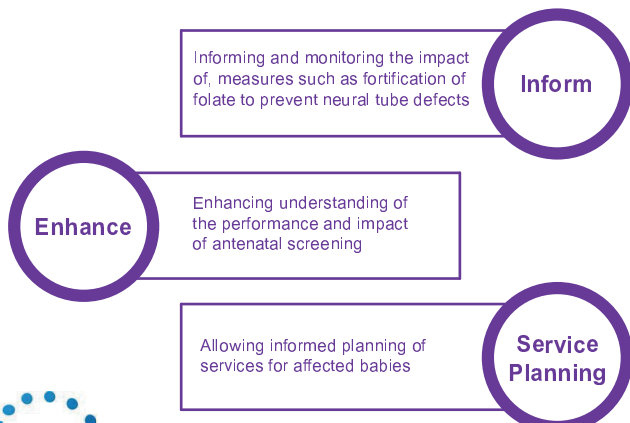 Informing and monitoring the impact
of, measures such as fortification of
folate to prevent neural tube defects
Inform
Enhance
Enhancing understanding of
the performance and impact
of antenatal screening
Allowing informed planning of
services for affected babies
Service
Planning